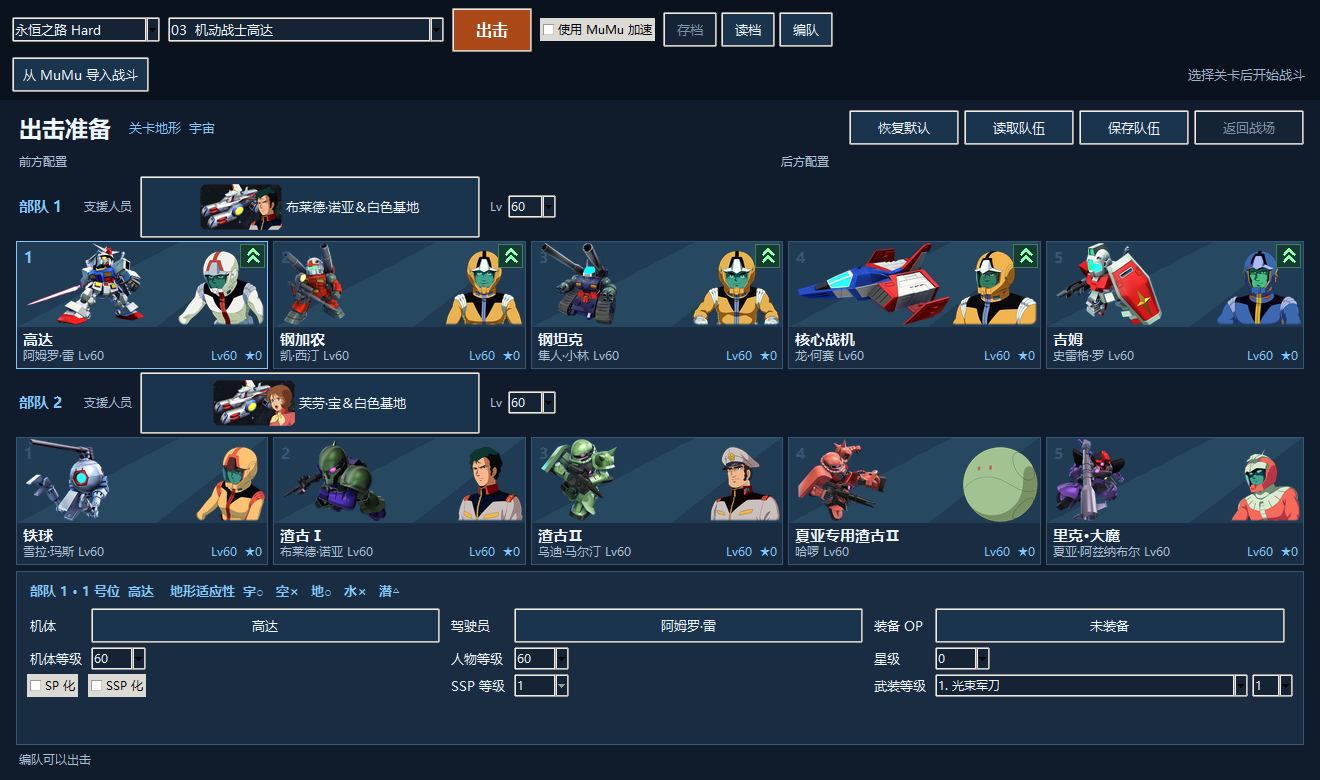 永恒之路 Hard 03 机动战士高达 出击 使用 MuMu 加速 存档 读档 编队
从 MuMu 导入战斗 选择关卡后开始战斗
出击准备 关卡地形 宇宙 恢复默认 读取队伍 保存队伍 返回战场
前方配置 后方配置
部队 1 支援人员 布莱德·诺亚&白色基地 Lv 60
1 2 3 4 5
高达 钢加农 钢坦克 核心战机 吉姆
阿姆罗·雷 Lv60 Lv60 ★0 凯·西汀 Lv60 Lv60 ★0 隼人·小林 Lv60 Lv60 ★0 龙·何赛 Lv60 Lv60 ★0 史雷格·罗 Lv60 Lv60 ★0
部队 2 支援人员 芙劳·宝&白色基地 Lv 60
1 2 3 4 5
铁球 渣古 I 渣古Ⅱ 夏亚专用渣古Ⅱ 里克·大魔
雪拉·玛斯 Lv60 Lv60 ★0 布莱德·诺亚 Lv60 Lv60 ★0 乌迪·马尔汀 Lv60 Lv60 ★0 哈啰 Lv60 Lv60 ★0 夏亚·阿兹纳布尔 Lv60 Lv60 ★0
部队 1 · 1 号位 高达 地形适应性 宇○ 空× 地○ 水× 潜△
机体 高达 驾驶员 阿姆罗·雷 装备 OP 未装备
机体等级 60 人物等级 60 星级 0
SP 化 SSP 化 SSP 等级 1 武装等级 1. 光束军刀 1
编队可以出击